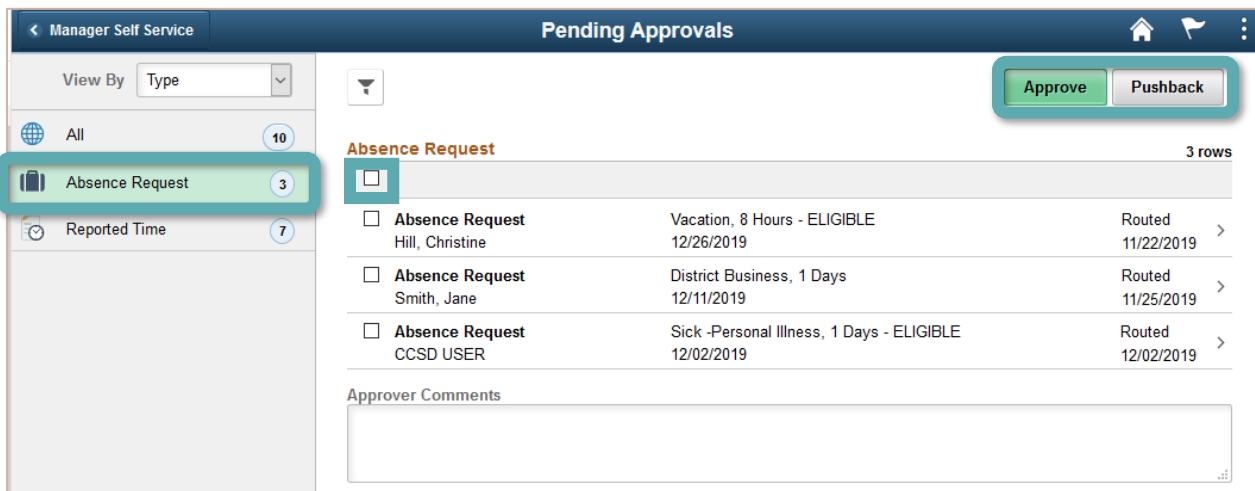 Manager Self Service
Pending Approvals
View By Type
Approve Pushback
All 10
Absence Request 3
Reported Time 7
Absence Request
3 rows
Absence Request Vacation, 8 Hours - ELIGIBLE Routed
Hill, Christine 12/26/2019 11/22/2019
Absence Request District Business, 1 Days Routed
Smith, Jane 12/11/2019 11/25/2019
Absence Request Sick -Personal Illness, 1 Days - ELIGIBLE Routed
CCSD USER 12/02/2019 12/02/2019
Approver Comments